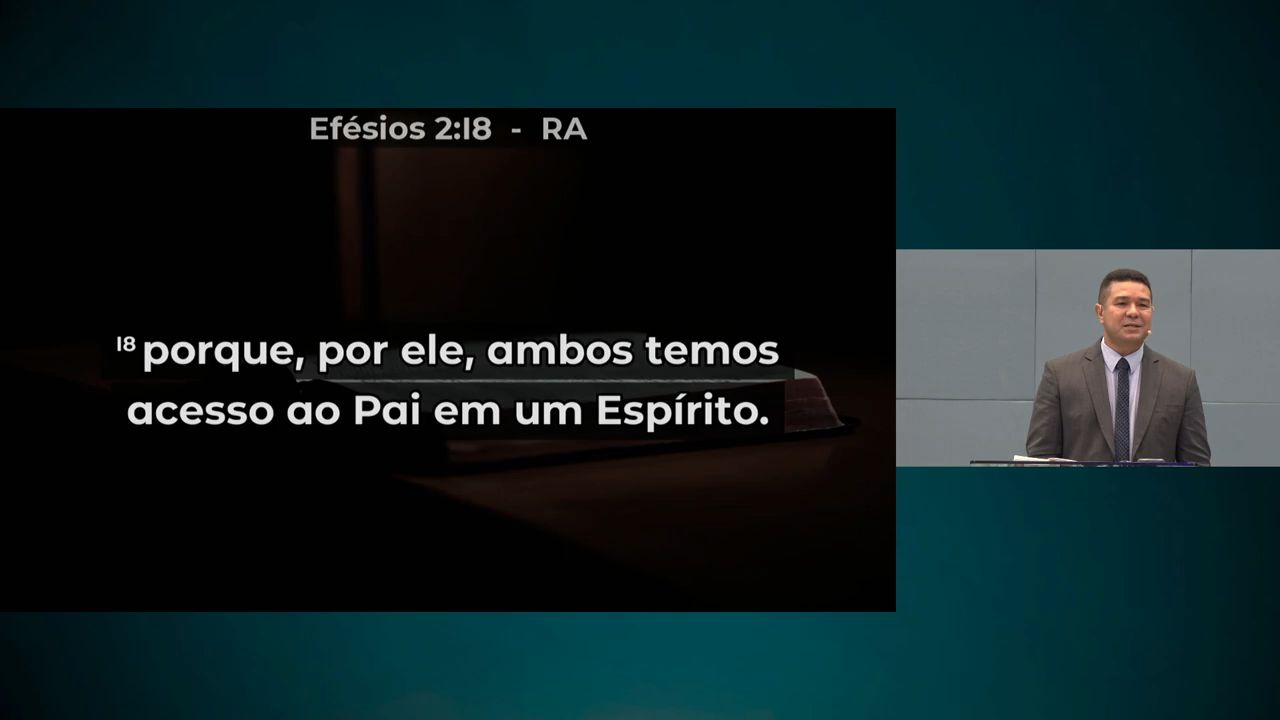 Efésios 2:18 - RA
18 porque, por ele, ambos temos
acesso ao Pai em um Espírito.